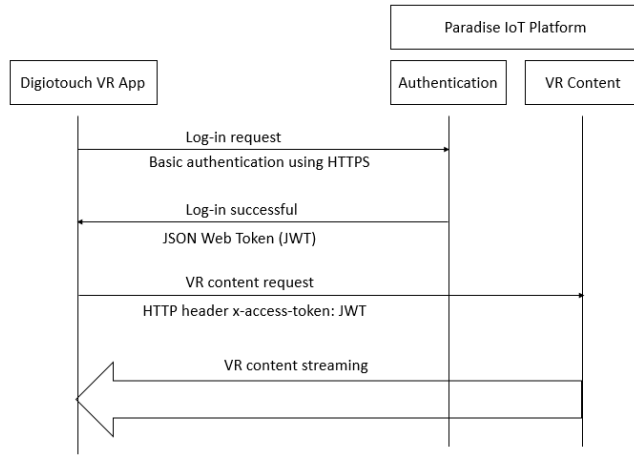 Paradise IoT Platform
Digiotouch VR App
Authentication
VR Content
Log-in request
Basic authentication using HTTPS
Log-in successful
JSON Web Token (JWT)
VR content request
HTTP header x-access-token: JWT
VR content streaming